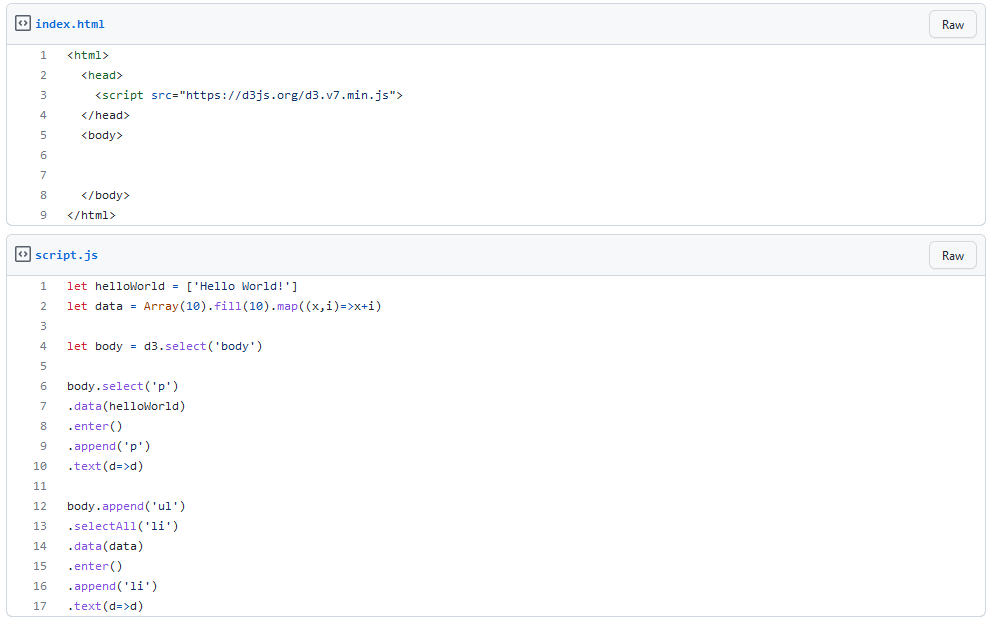 index.html
Raw
1 <html>
2 <head>
3 <script src="https://d3js.org/d3.v7.min.js">
4 </head>
5 <body>
6
7
8 </body>
9 </html>
script.js
Raw
1 let helloWorld = ['Hello World!']
2 let data = Array(10).fill(10).map((x,i)=>x+i)
3
4 let body = d3.select('body')
5
6 body.select('p')
7 .data(helloWorld)
8 .enter()
9 .append('p')
10 .text(d=>d)
11
12 body.append('ul')
13 .selectAll('li')
14 .data(data)
15 .enter()
16 .append('li')
17 .text(d=>d)